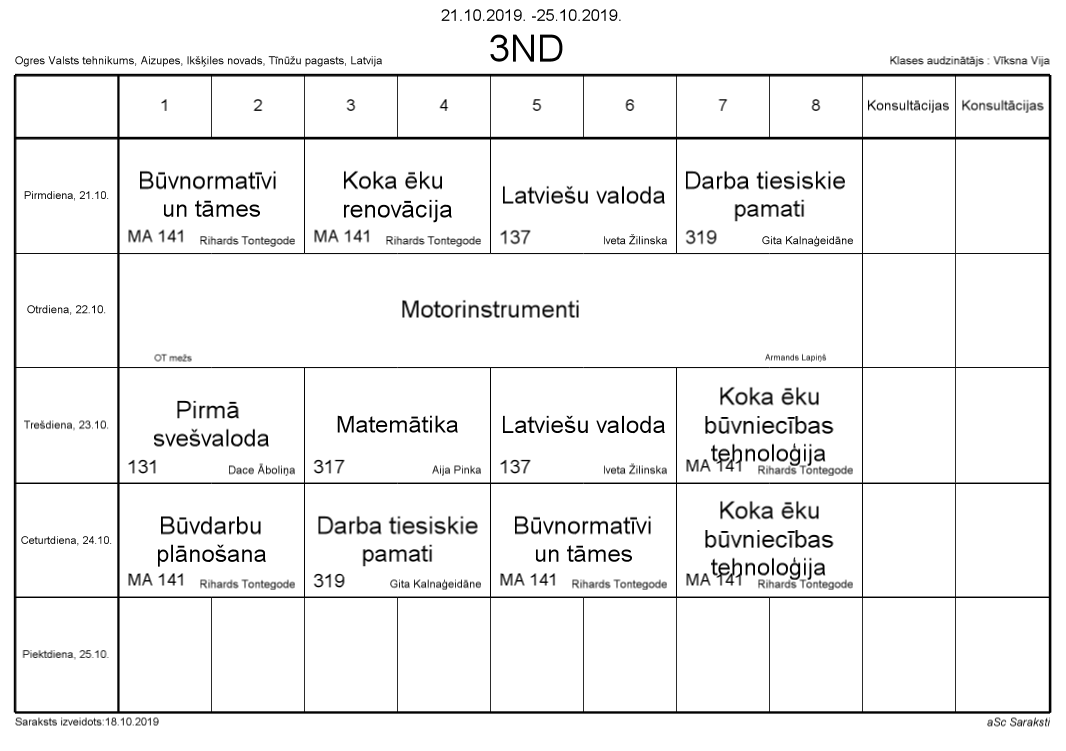 21.10.2019. -25.10.2019.
3ND
Ogres Valsts tehnikums, Aizupes, Ikšķiles novads, Tīnūžu pagasts, Latvija
Klases audzinātājs : Vīksna Vija
1 2 3 4 5 6 7 8 Konsultācijas Konsultācijas
Pirmdiena, 21.10.
Būvnormatīvi
un tāmes
MA 141 Rihards Tontegode
Koka ēku
renovācija
MA 141 Rihards Tontegode
Latviešu valoda
137 Iveta Žilinska
Darba tiesiskie
pamati
319 Gita Kalnaģeidāne
Otrdiena, 22.10.
Motorinstrumenti
OT mežs Armands Lapiņš
Trešdiena, 23.10.
Pirmā
svešvaloda
131 Dace Āboliņa
Matemātika
317 Aija Pinka
Latviešu valoda
137 Iveta Žilinska
Koka ēku
būvniecības
tehnoloģija
MA 141 Rihards Tontegode
Ceturtdiena, 24.10.
Būvdarbu
plānošana
MA 141 Rihards Tontegode
Darba tiesiskie
pamati
319 Gita Kalnaģeidāne
Būvnormatīvi
un tāmes
MA 141 Rihards Tontegode
Koka ēku
būvniecības
tehnoloģija
MA 141 Rihards Tontegode
Piektdiena, 25.10.
Saraksts izveidots:18.10.2019
aSc Saraksti